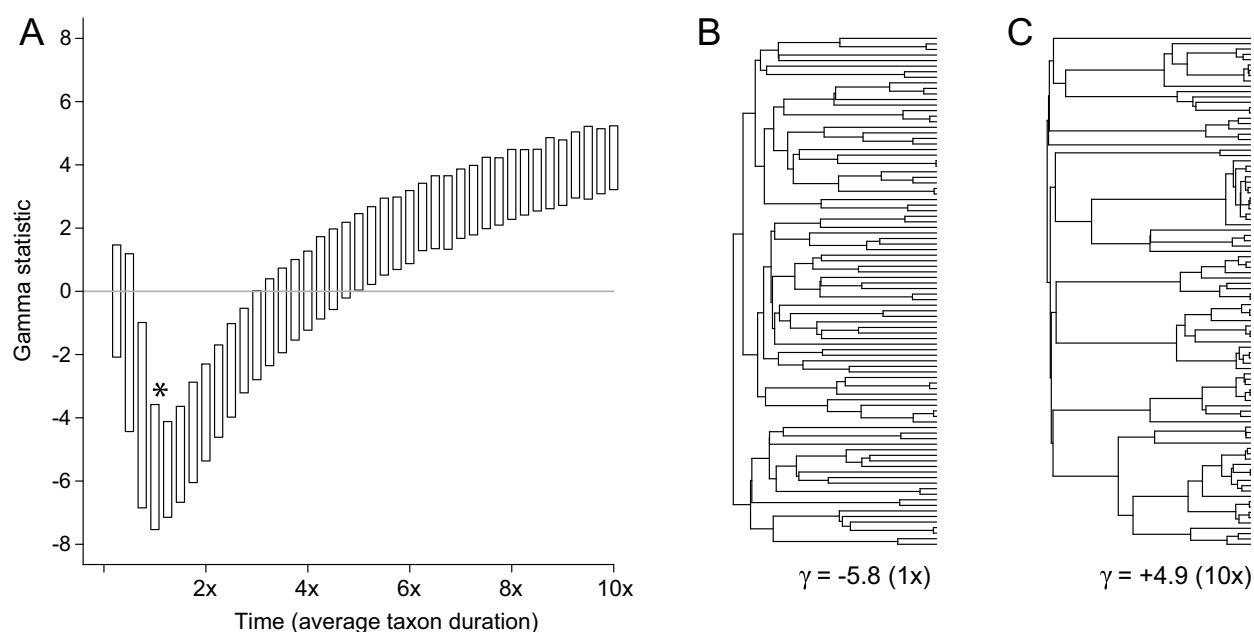 A
B
C
8
6
4
2
0
-2
-4
-6
-8
Gamma statistic
*
2x
4x
6x
8x
10x
Time (average taxon duration)
γ = -5.8 (1x)
γ = +4.9 (10x)